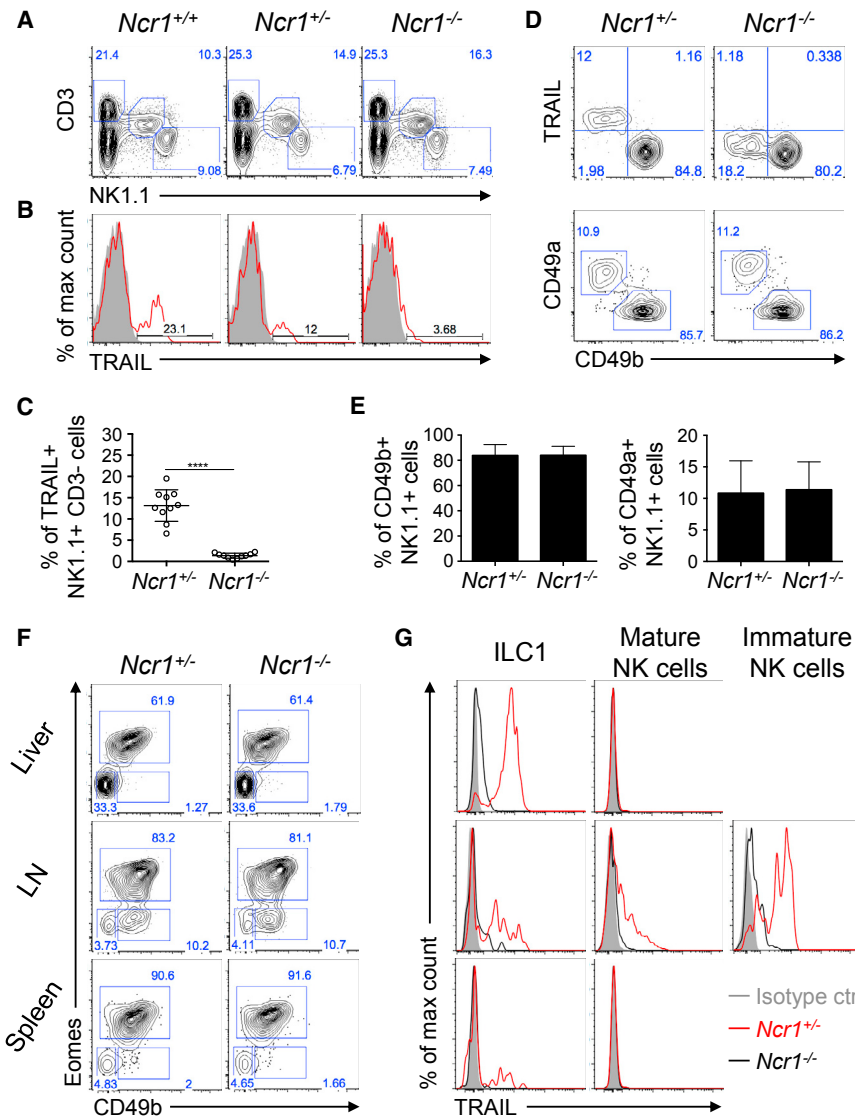 A
Ncr1+/+
Ncr1+/-
Ncr1-/-
21.4
10.3
25.3
14.9
25.3
16.3
CD3
9.08
6.79
7.49
NK1.1
B
% of max count
23.1
12
3.68
TRAIL
C
% of TRAIL+
NK1.1+ CD3- cells
30
25
20
15
10
5
0
****
Ncr1+/-
Ncr1-/-
D
Ncr1+/-
Ncr1-/-
12
1.16
1.18
0.338
TRAIL
1.98
84.8
18.2
80.2
10.9
11.2
CD49a
85.7
86.2
CD49b
E
% of CD49b+
NK1.1+ cells
100
80
60
40
20
0
Ncr1+/-
Ncr1-/-
% of CD49a+
NK1.1+ cells
20
15
10
5
0
Ncr1+/-
Ncr1-/-
F
Ncr1+/-
Ncr1-/-
Liver
61.9
61.4
33.3
1.27
33.6
1.79
LN
83.2
81.1
3.73
10.2
4.11
10.7
Spleen
90.6
91.6
4.83
2
4.65
1.66
Eomes
CD49b
G
ILC1
Mature
NK cells
Immature
NK cells
% of max count
TRAIL
Isotype ctr
Ncr1+/-
Ncr1-/-